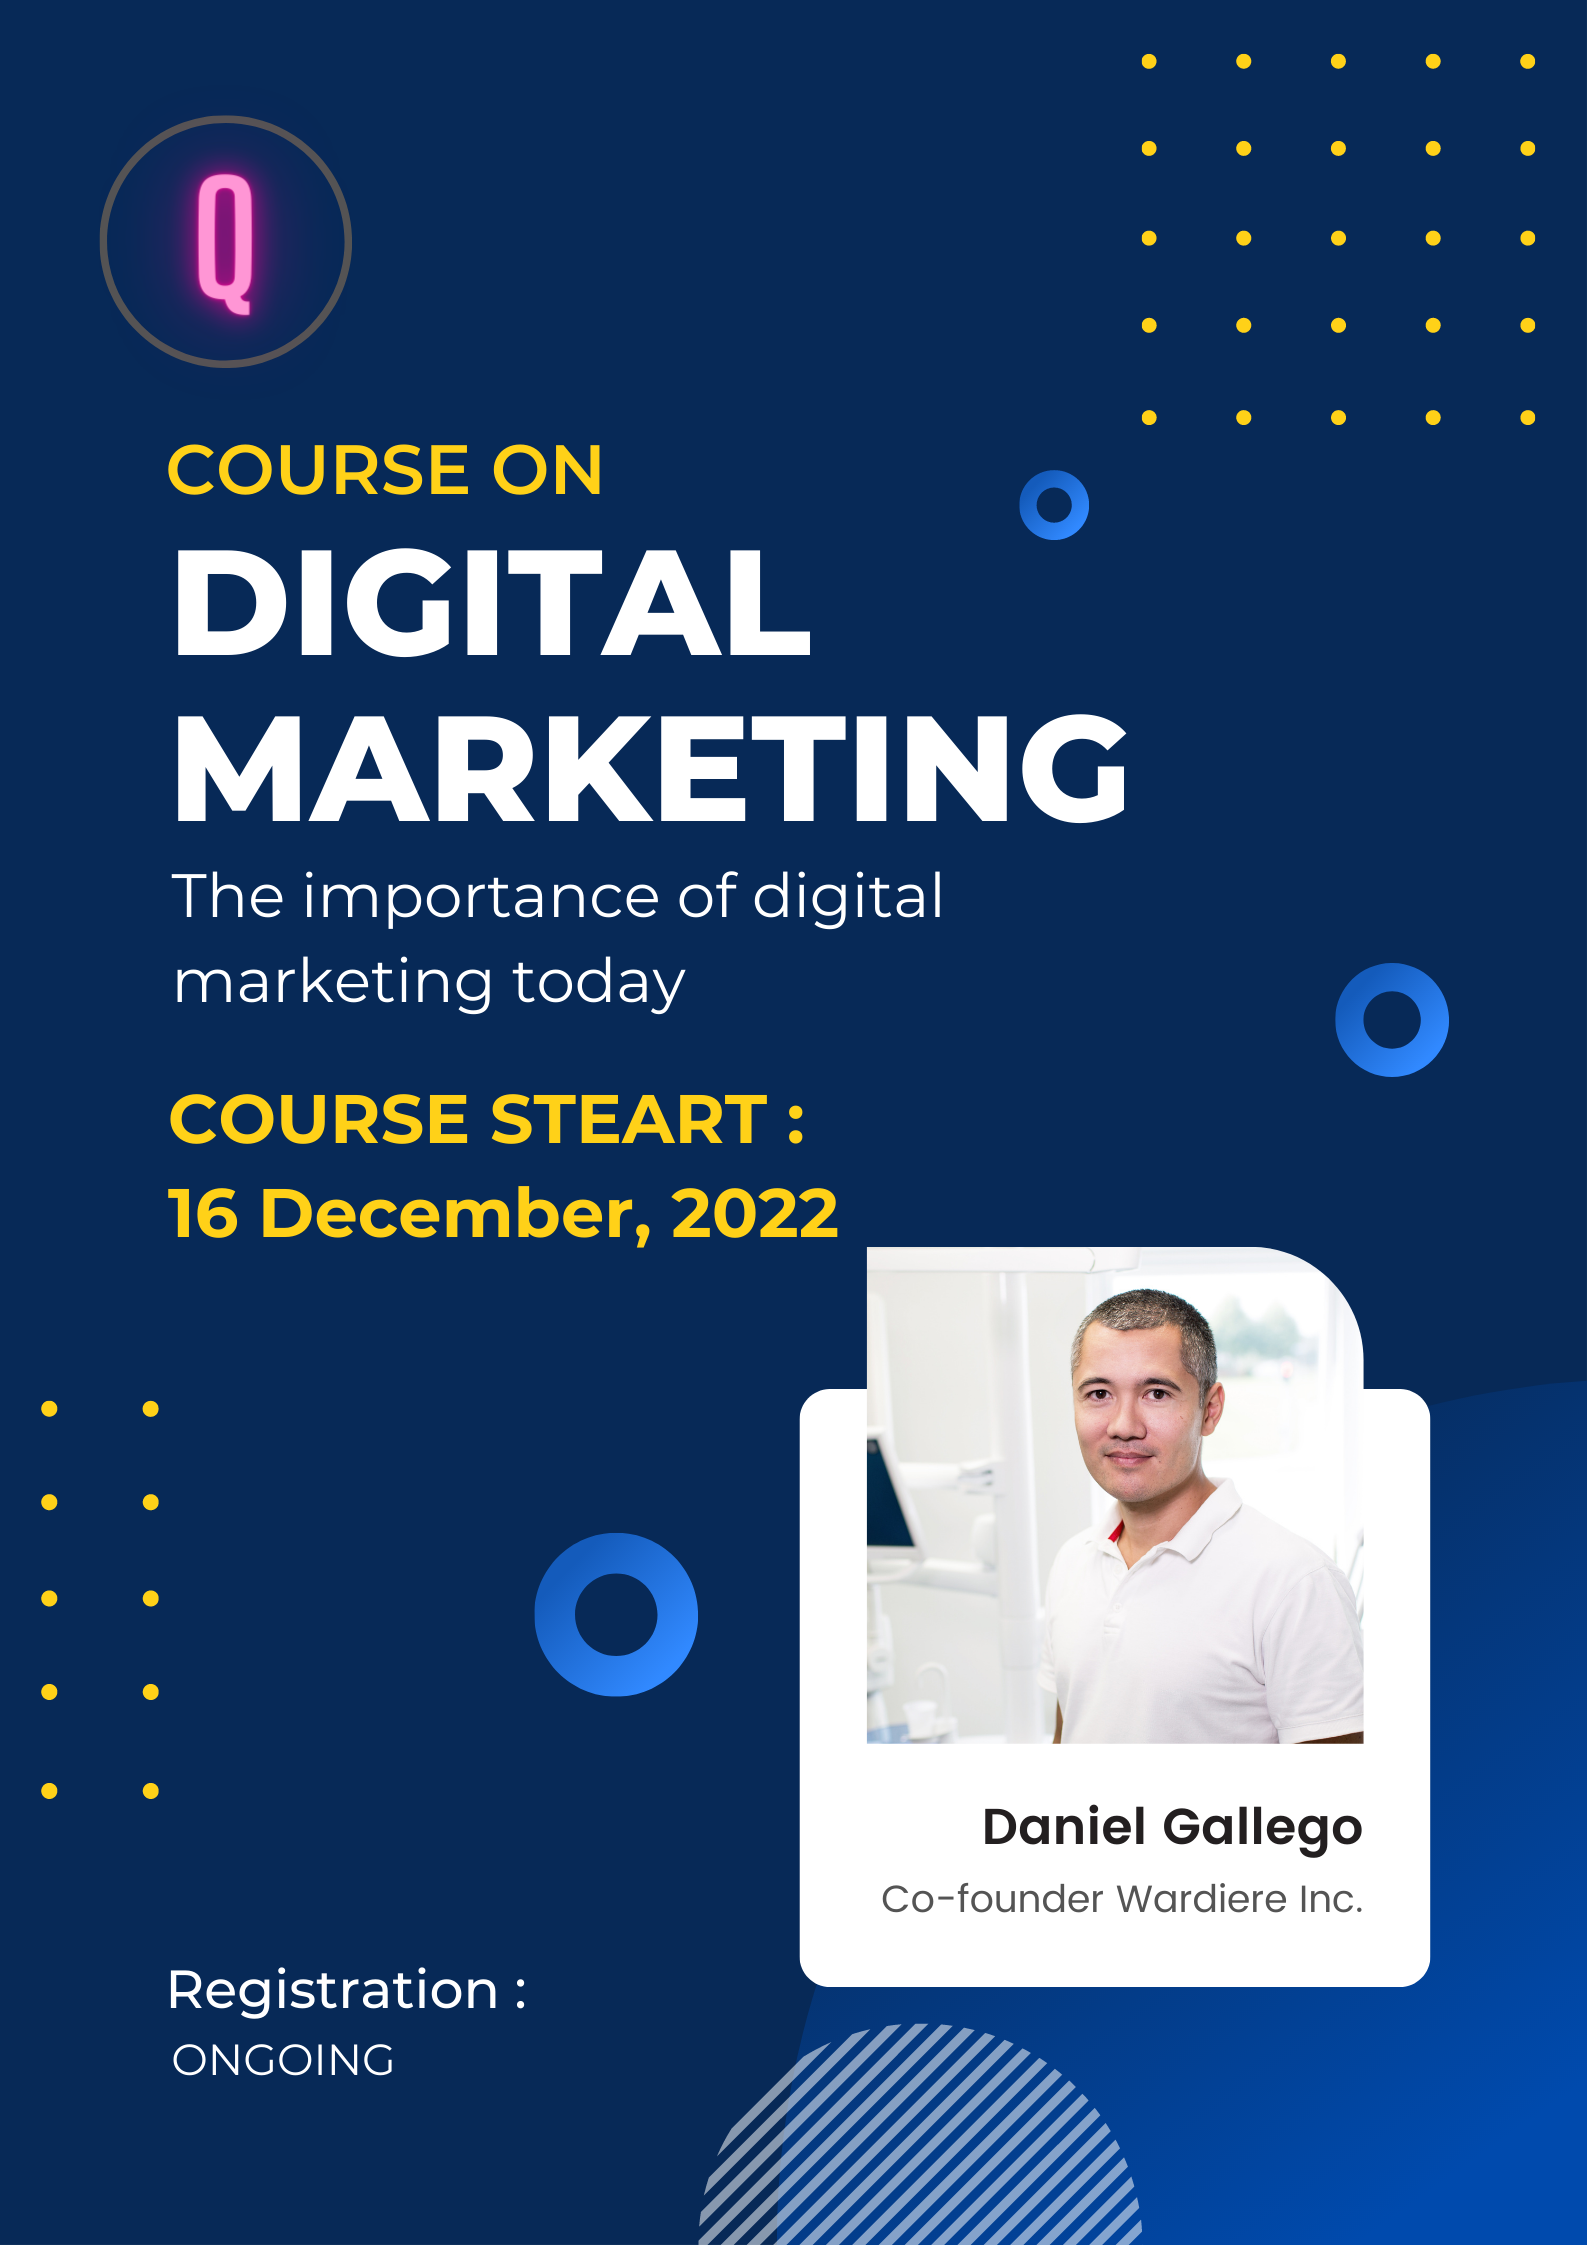 Q
COURSE ON
DIGITAL
MARKETING
The importance of digital
marketing today
COURSE STEART :
16 December, 2022
Daniel Gallego
Co-founder Wardiere Inc.
Registration :
ONGOING